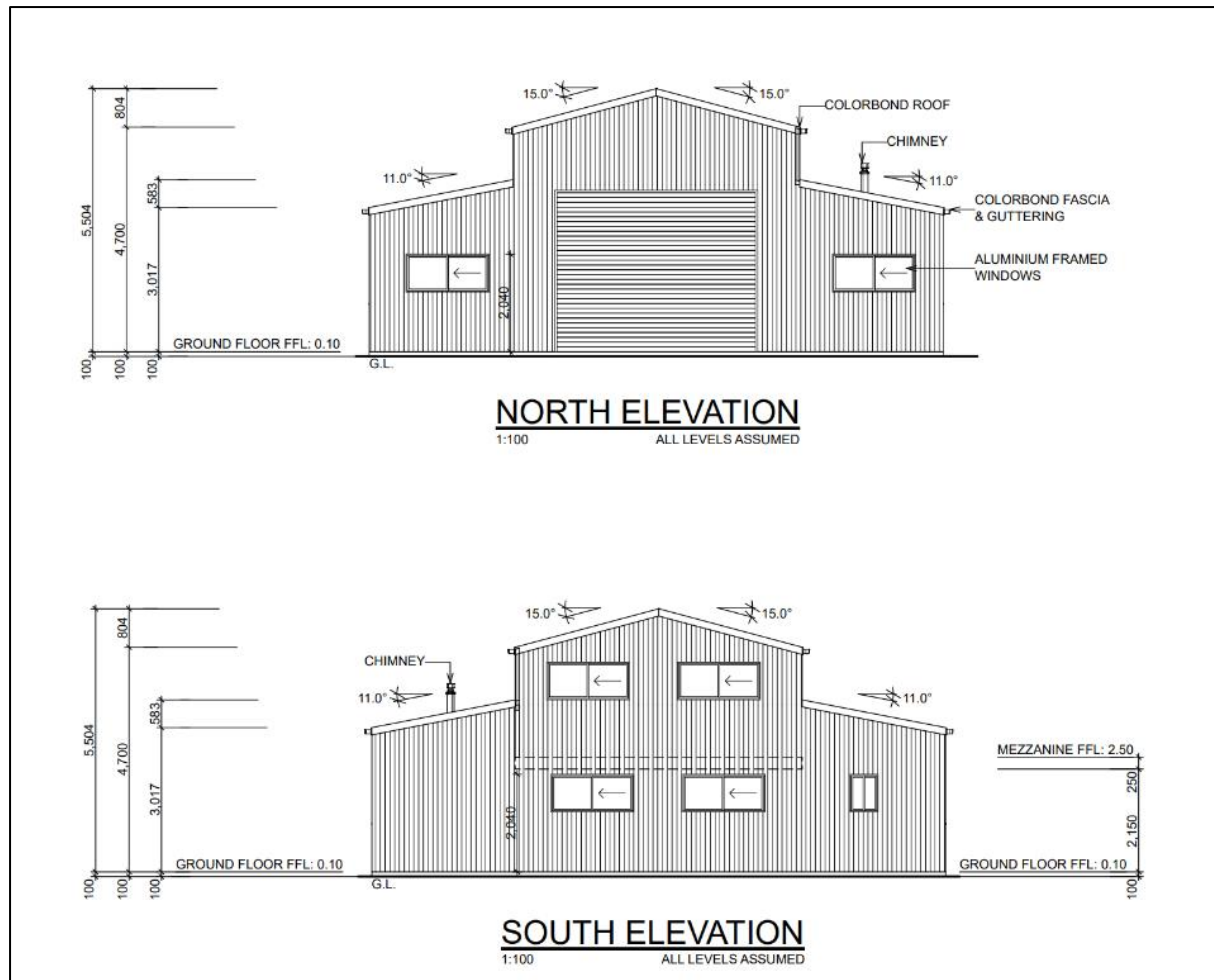 15.0°
15.0°
804
COLORBOND ROOF
CHIMNEY
11.0°
11.0°
583
COLORBOND FASCIA
& GUTTERING
5,504
4,700
3,017
ALUMINIUM FRAMED
WINDOWS
2,040
GROUND FLOOR FFL: 0.10
100
100
100
G.L.
NORTH ELEVATION
1:100
ALL LEVELS ASSUMED
15.0°
15.0°
804
CHIMNEY
11.0°
11.0°
583
5,504
4,700
3,017
MEZZANINE FFL: 2.50
250
2,040
2,150
GROUND FLOOR FFL: 0.10
GROUND FLOOR FFL: 0.10
100
100
100
100
G.L.
SOUTH ELEVATION
1:100
ALL LEVELS ASSUMED